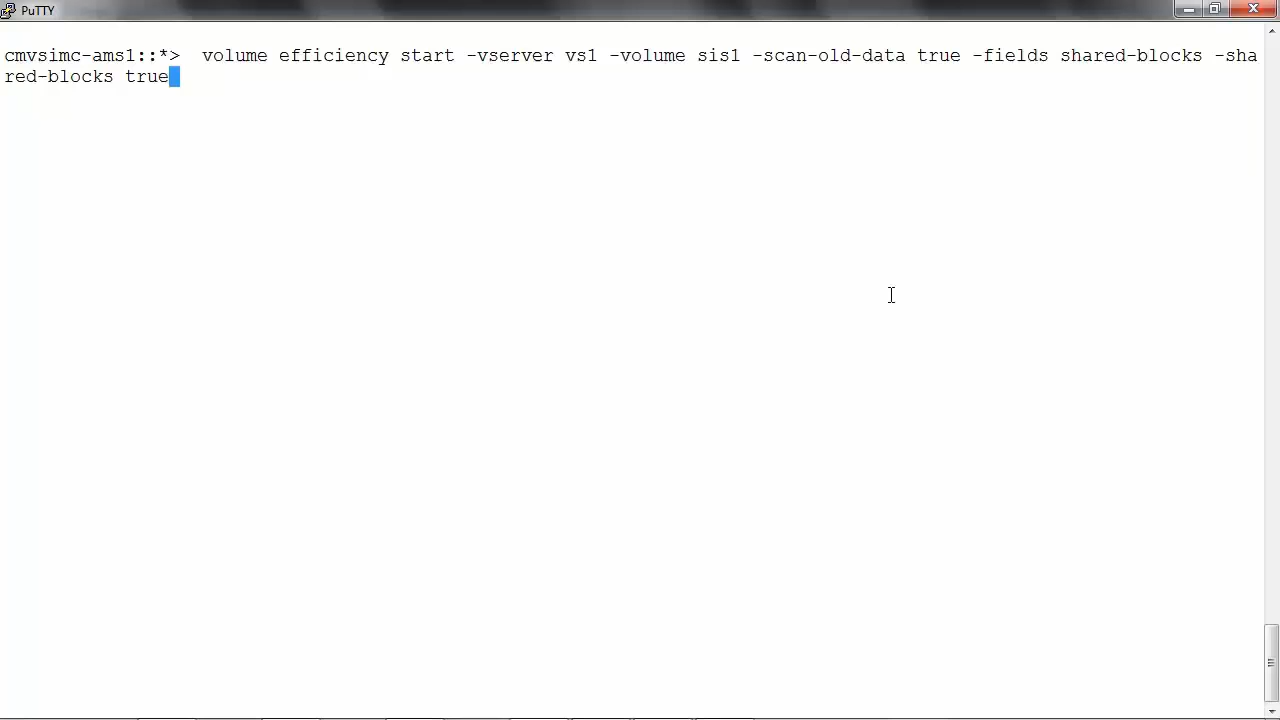 PuTTY
cmvsimc-ams1::*>  volume efficiency start -vserver vs1 -volume sis1 -scan-old-data true -fields shared-blocks -sha
red-blocks true